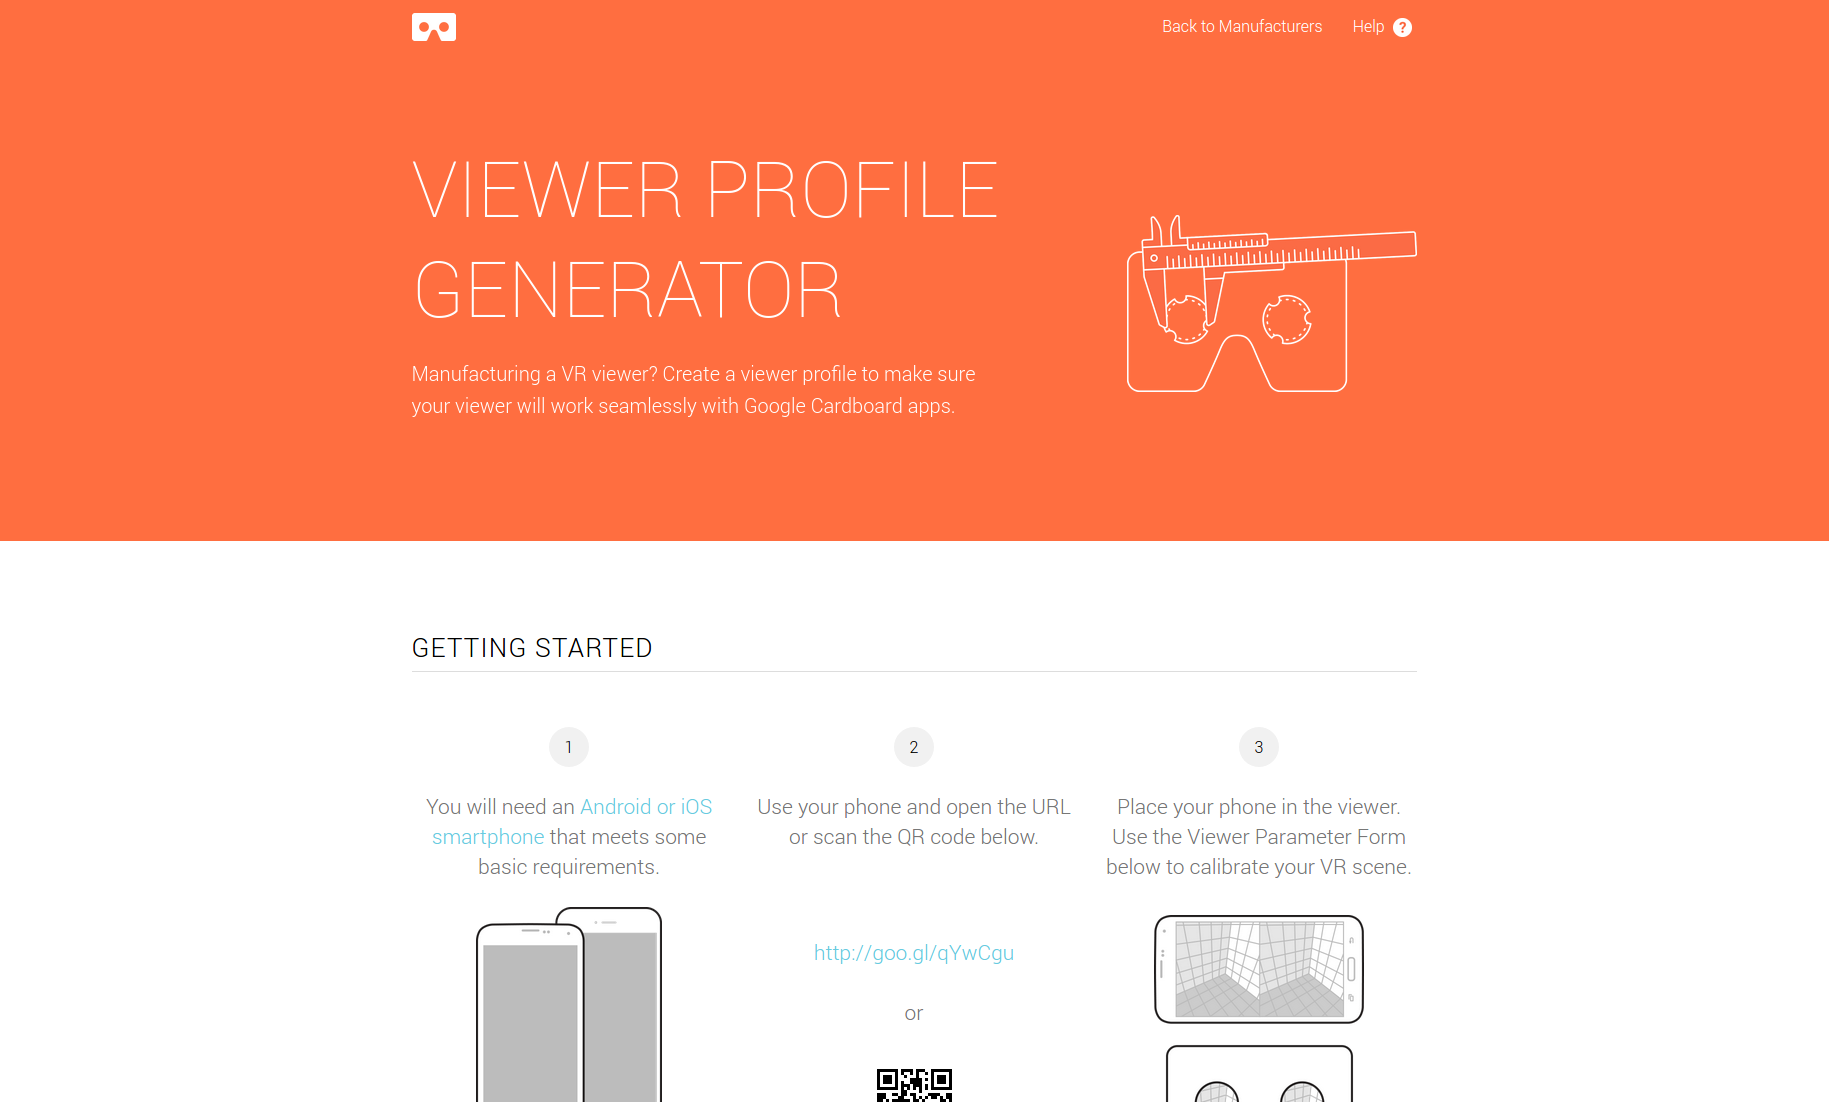 Back to Manufacturers
Help ?
VIEWER PROFILE
GENERATOR
Manufacturing a VR viewer? Create a viewer profile to make sure
your viewer will work seamlessly with Google Cardboard apps.
GETTING STARTED
1
You will need an Android or iOS
smartphone that meets some
basic requirements.
2
Use your phone and open the URL
or scan the QR code below.
http://goo.gl/qYwCgu
or
3
Place your phone in the viewer.
Use the Viewer Parameter Form
below to calibrate your VR scene.